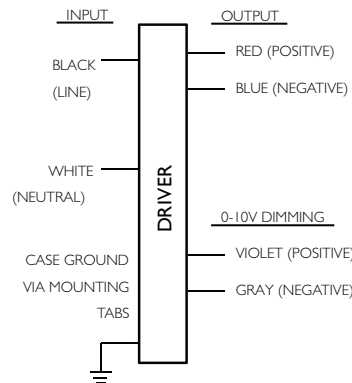 INPUT
BLACK
(LINE)
WHITE
(NEUTRAL)
CASE GROUND
VIA MOUNTING
TABS
DRIVER
OUTPUT
RED (POSITIVE)
BLUE (NEGATIVE)
0-10V DIMMING
VIOLET (POSITIVE)
GRAY (NEGATIVE)